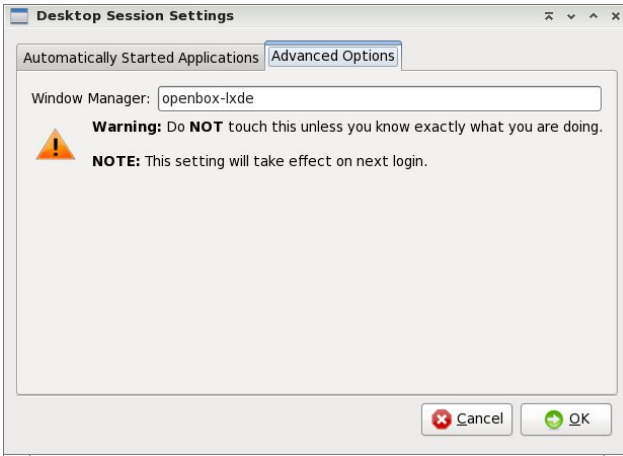 Desktop Session Settings
Automatically Started Applications
Advanced Options
Window Manager: openbox-lxde
Warning: Do NOT touch this unless you know exactly what you are doing.
NOTE: This setting will take effect on next login.
Cancel
OK